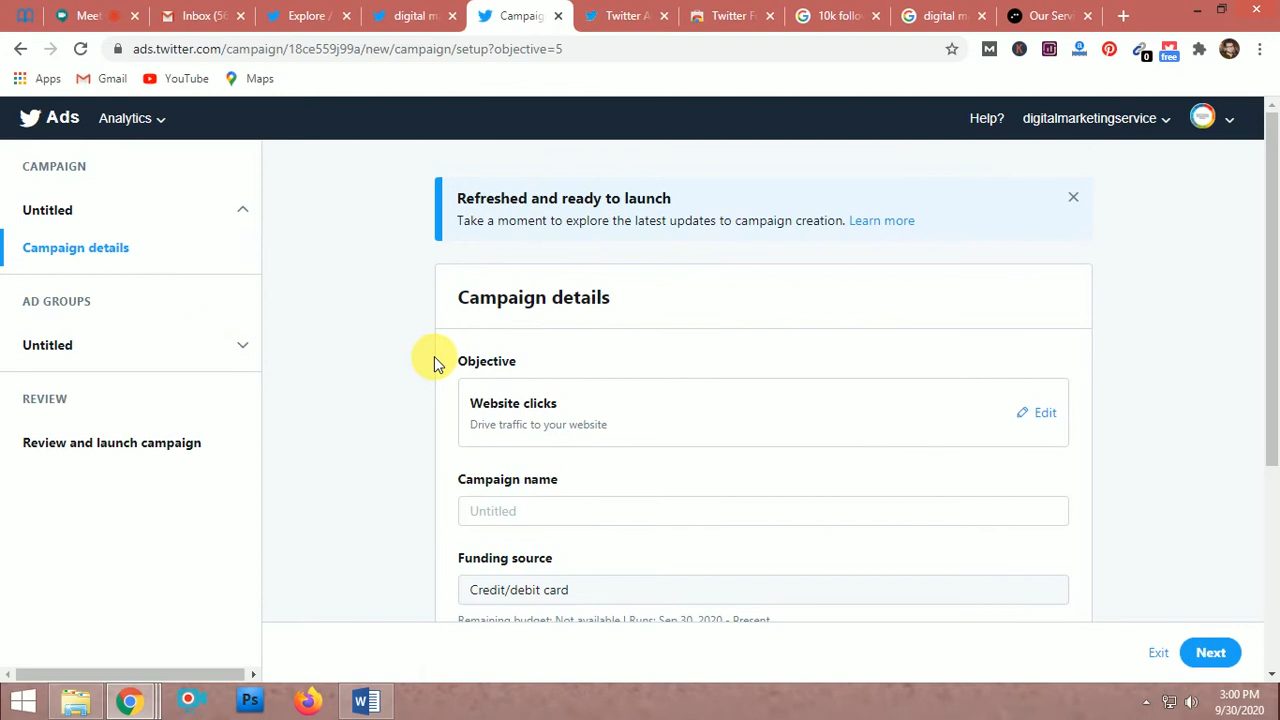 Meet
Inbox (56
Explore /
digital m
Campaig
Twitter A
Twitter F
10k follo
digital m
Our Serv
ads.twitter.com/campaign/18ce559j99a/new/campaign/setup?objective=5
0
free
Apps
Gmail
YouTube
Maps
Ads
Analytics
Help?
digitalmarketingservice
CAMPAIGN
Untitled
Campaign details
AD GROUPS
Untitled
REVIEW
Review and launch campaign
Refreshed and ready to launch
Take a moment to explore the latest updates to campaign creation. Learn more
Campaign details
Objective
Website clicks
Drive traffic to your website
Edit
Campaign name
Untitled
Funding source
Credit/debit card
Remaining budget: Not available | Runs: Sep 30, 2020 - Present
Exit
Next
Ps
3:00 PM
9/30/2020